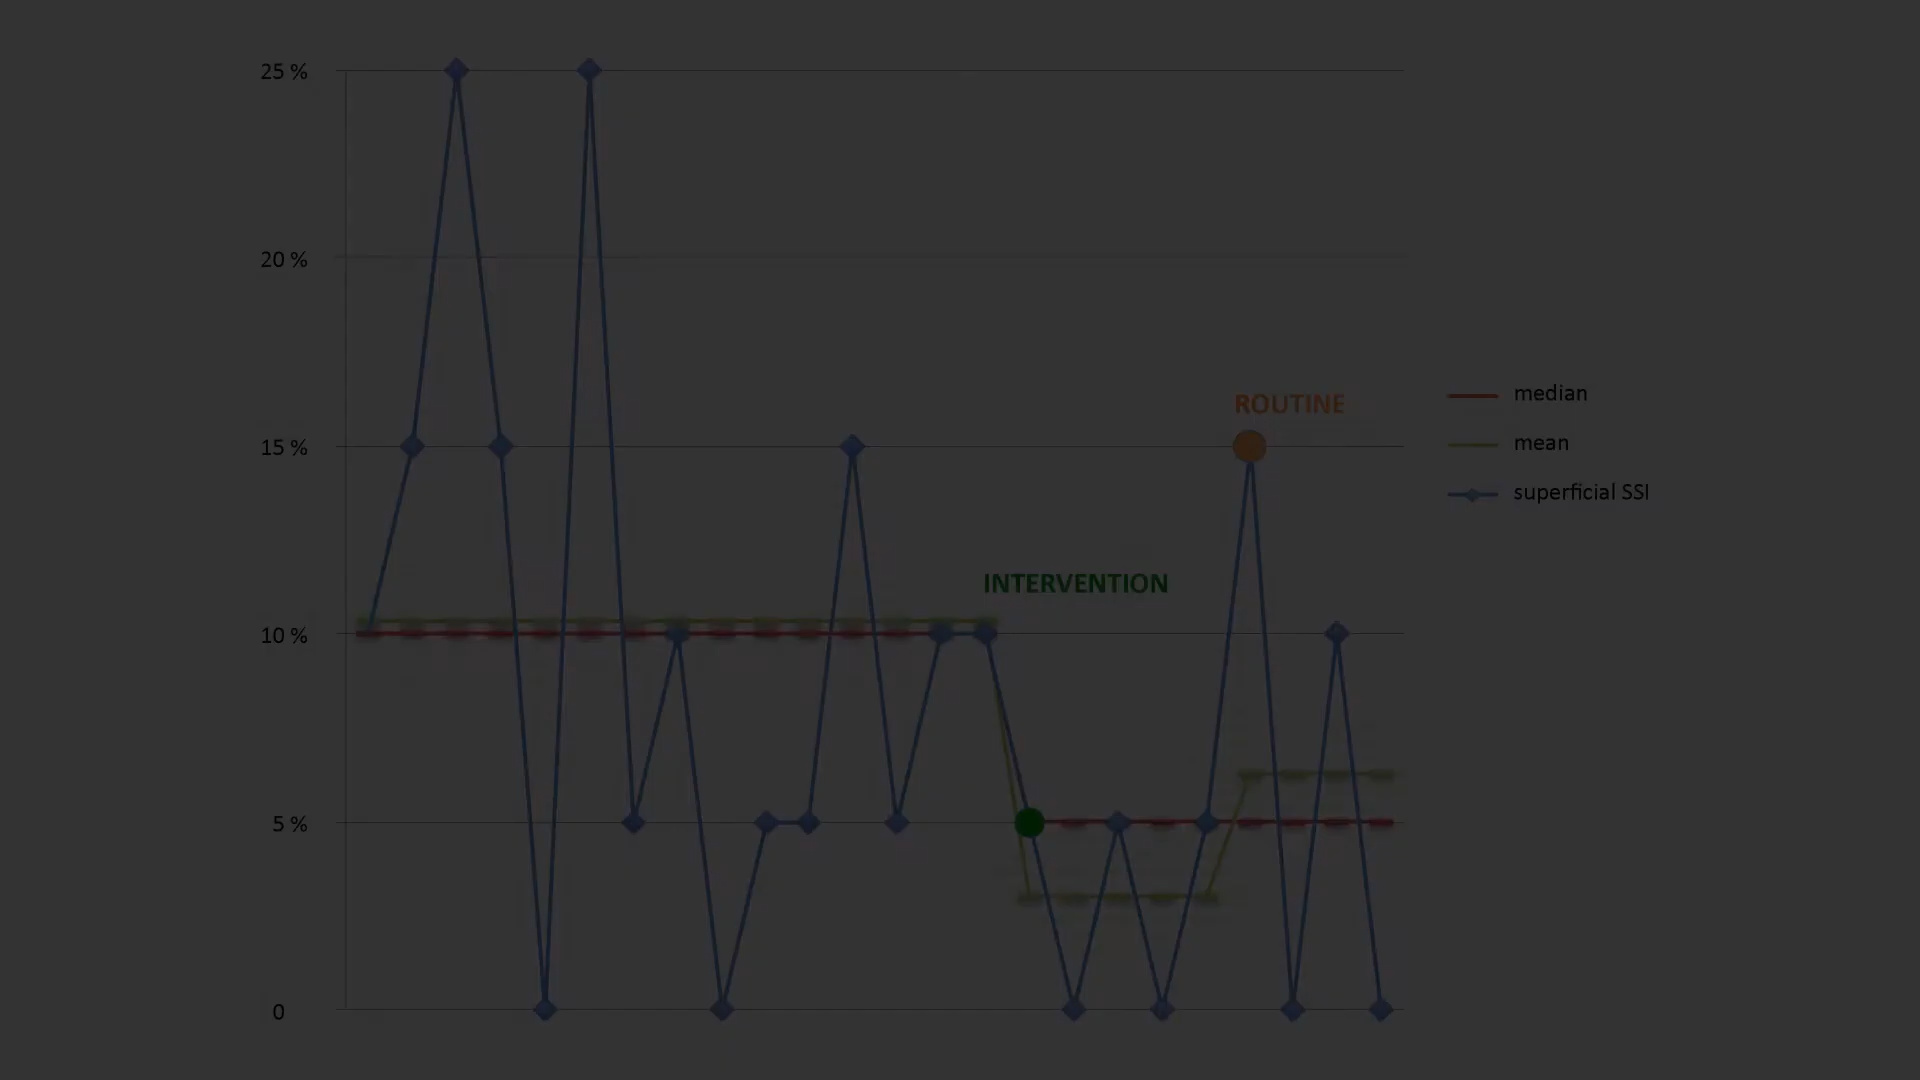 25 %
20 %
15 %
10 %
5 %
0
ROUTINE
INTERVENTION
median
mean
superficial SSI